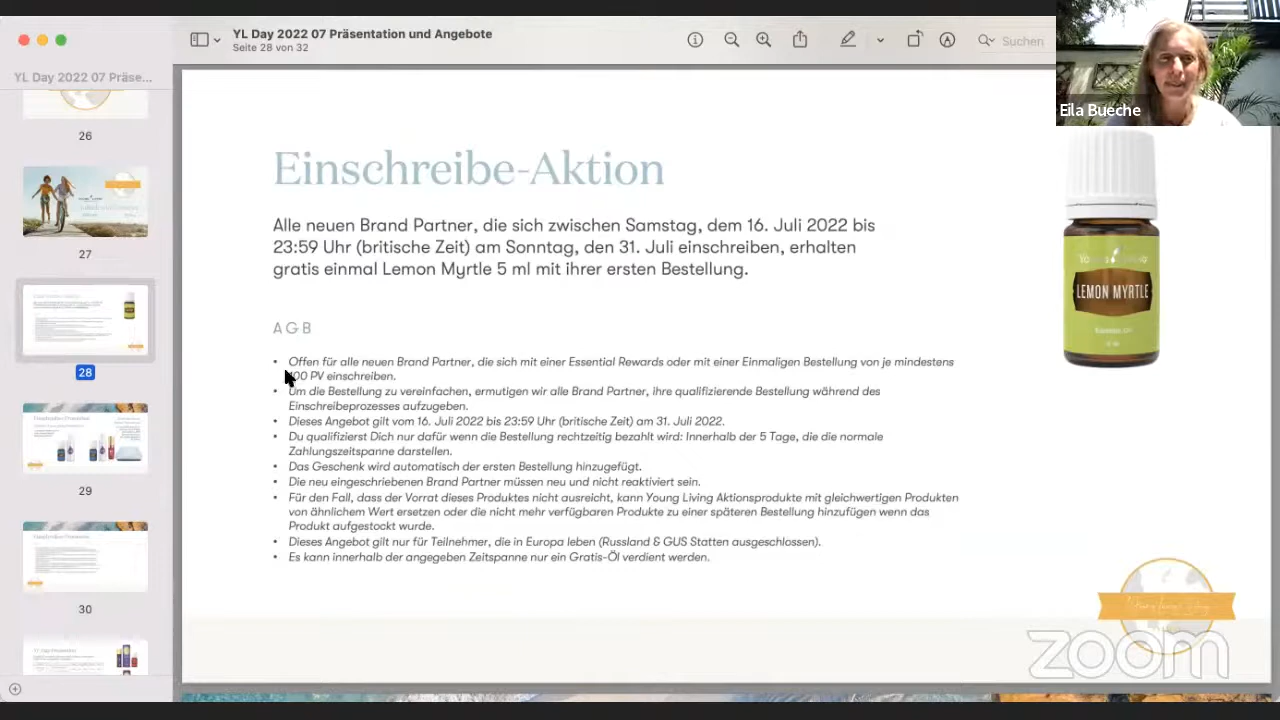 YL Day 2022 07 Präsentation und Angebote
Seite 28 von 32
Suchen
YL Day 2022 07 Präse...
Eila Bueche
26
27
28
29
30
Einschreibe-Aktion
Alle neuen Brand Partner, die sich zwischen Samstag, dem 16. Juli 2022 bis
23:59 Uhr (britische Zeit) am Sonntag, den 31. Juli einschreiben, erhalten
gratis einmal Lemon Myrtle 5 ml mit ihrer ersten Bestellung.
AGB
• Offen für alle neuen Brand Partner, die sich mit einer Essential Rewards oder mit einer Einmaligen Bestellung von je mindestens
100 PV einschreiben.
• Um die Bestellung zu vereinfachen, ermutigen wir alle Brand Partner, ihre qualifizierende Bestellung während des
Einschreibeprozesses aufzugeben.
• Dieses Angebot gilt vom 16. Juli 2022 bis 23:59 Uhr (britische Zeit) am 31. Juli 2022.
• Du qualifizierst Dich nur dafür wenn die Bestellung rechtzeitig bezahlt wird: Innerhalb der 5 Tage, die die normale
Zahlungszeitspanne darstellen.
• Das Geschenk wird automatisch der ersten Bestellung hinzugefügt.
• Die neu eingeschriebenen Brand Partner müssen neu und nicht reaktiviert sein.
• Für den Fall, dass der Vorrat dieses Produktes nicht ausreicht, kann Young Living Aktionsprodukte mit gleichwertigen Produkten
von ähnlichem Wert ersetzen oder die nicht mehr verfügbaren Produkte zu einer späteren Bestellung hinzufügen wenn das
Produkt aufgestockt wurde.
• Dieses Angebot gilt nur für Teilnehmer, die in Europa leben (Russland & GUS Statten ausgeschlossen).
• Es kann innerhalb der angegeben Zeitspanne nur ein Gratis-Öl verdient werden.
LEMON MYRTLE
zoom